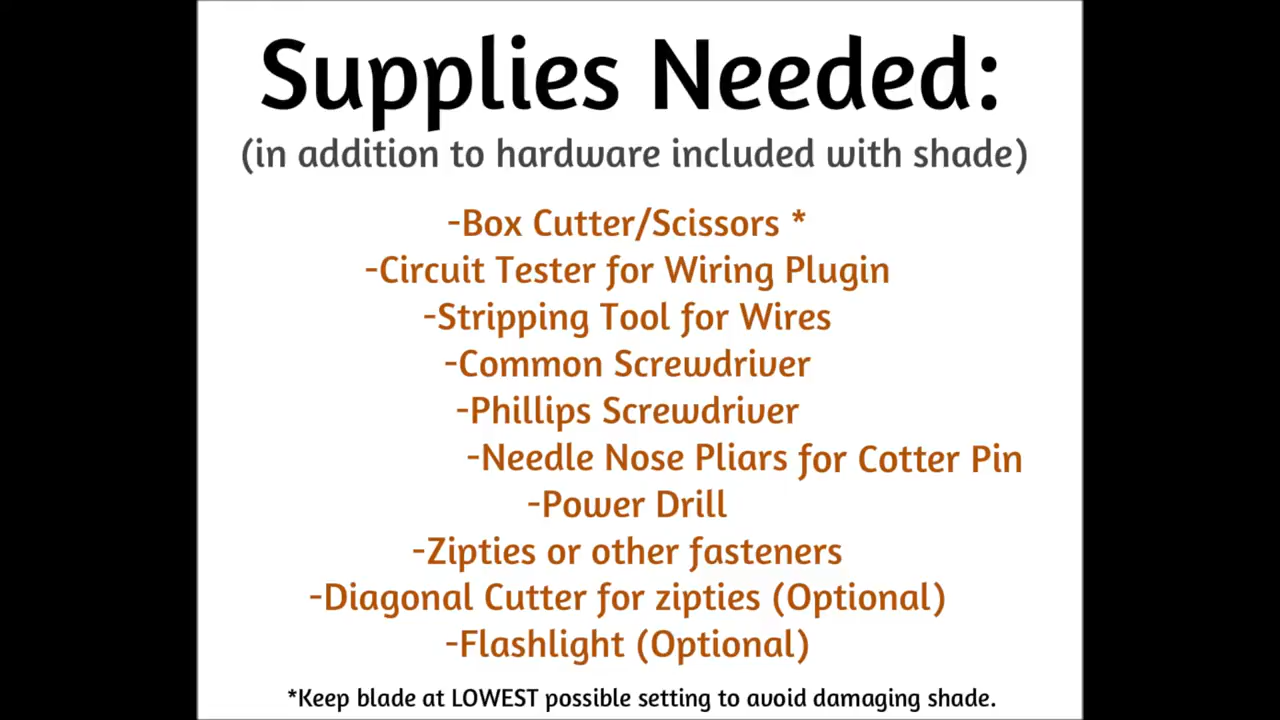 Supplies Needed:
(in addition to hardware included with shade)
-Box Cutter/Scissors *
-Circuit Tester for Wiring Plugin
-Stripping Tool for Wires
-Common Screwdriver
-Phillips Screwdriver
-Needle Nose Pliars for Cotter Pin
-Power Drill
-Zipties or other fasteners
-Diagonal Cutter for zipties (Optional)
-Flashlight (Optional)
*Keep blade at LOWEST possible setting to avoid damaging shade.